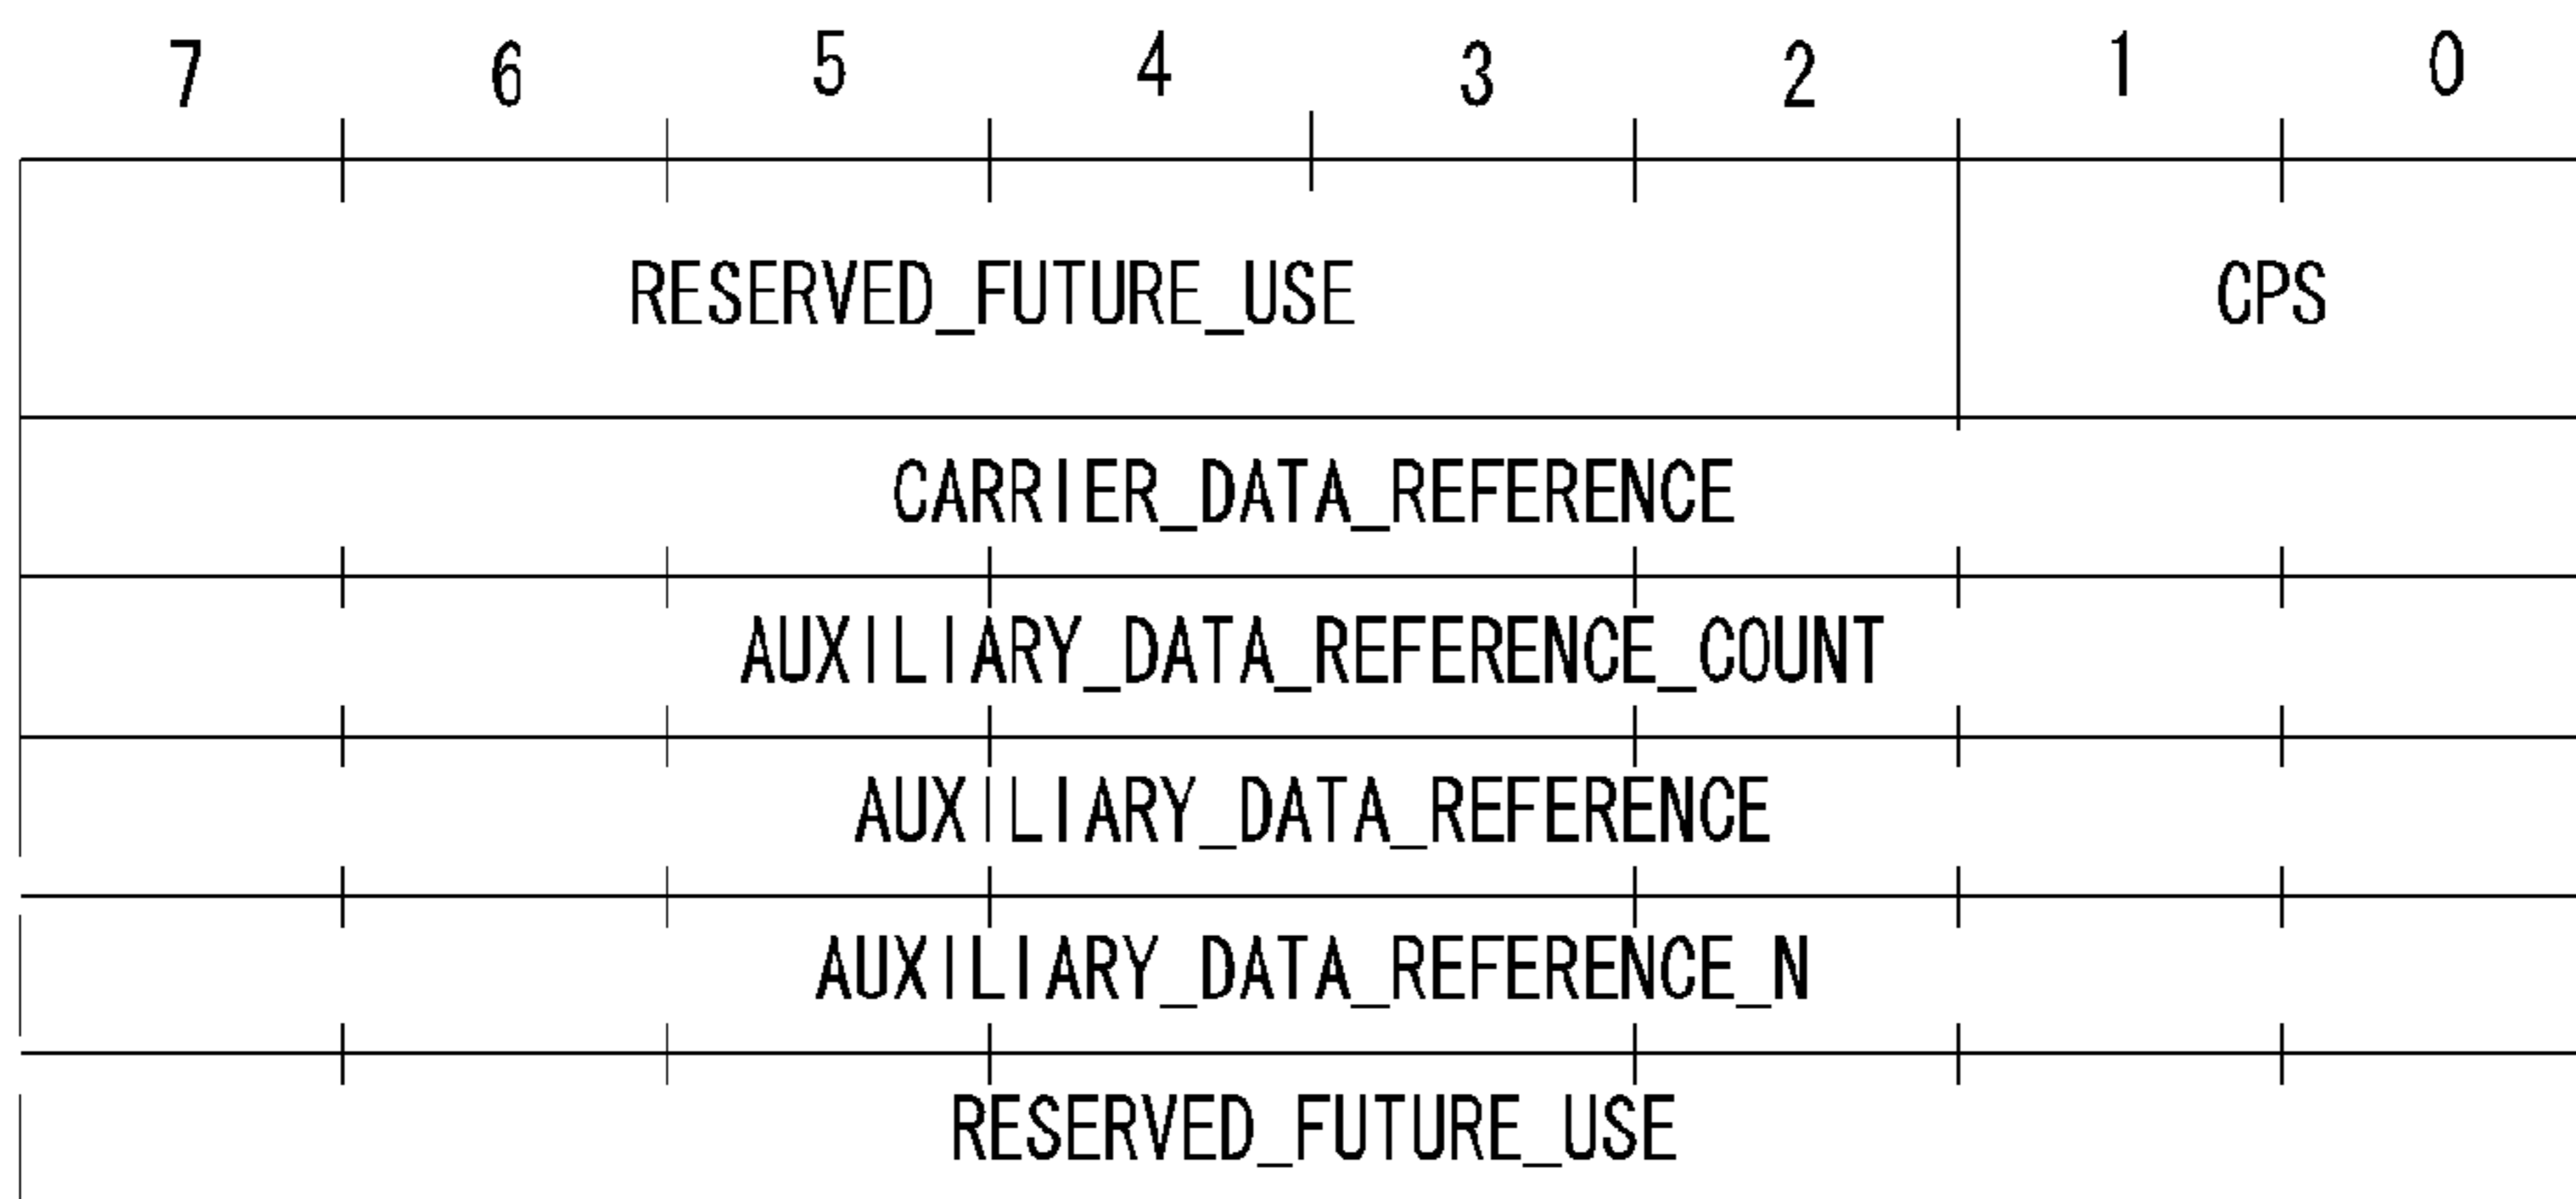 7 6 5 4 3 2 1 0
RESERVED_FUTURE_USE CPS
CARRIER_DATA_REFERENCE
AUXILIARY_DATA_REFERENCE_COUNT
AUXILIARY_DATA_REFERENCE
AUXILIARY_DATA_REFERENCE_N
RESERVED_FUTURE_USE